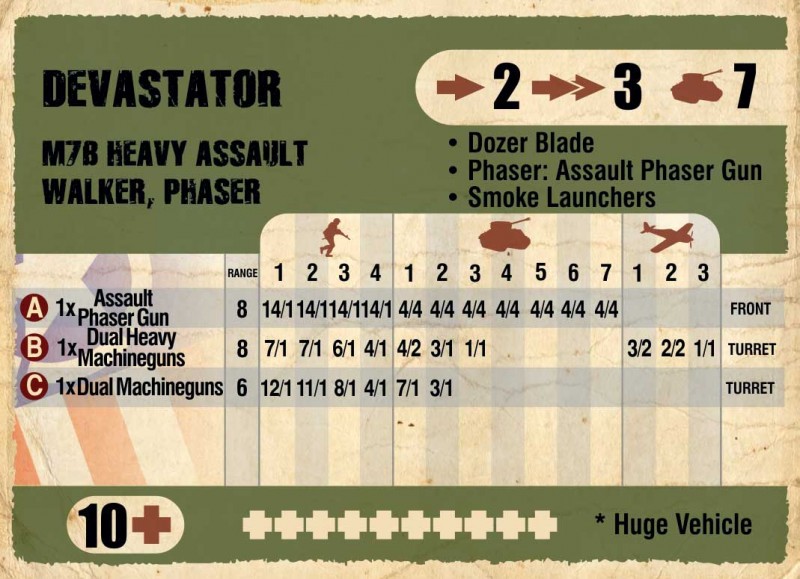 DEVASTATOR
2 3 7
M7B HEAVY ASSAULT
WALKER, PHASER
• Dozer Blade
• Phaser: Assault Phaser Gun
• Smoke Launchers
RANGE 1 2 3 4 1 2 3 4 5 6 7 1 2 3
A 1x Assault Phaser Gun 8 14/1 14/1 14/1 14/1 4/4 4/4 4/4 4/4 4/4 4/4 4/4 FRONT
B 1x Dual Heavy Machineguns 8 7/1 7/1 6/1 4/1 4/2 3/1 1/1 3/2 2/2 1/1 TURRET
C 1x Dual Machineguns 6 12/1 11/1 8/1 4/1 7/1 3/1 TURRET
10 * Huge Vehicle